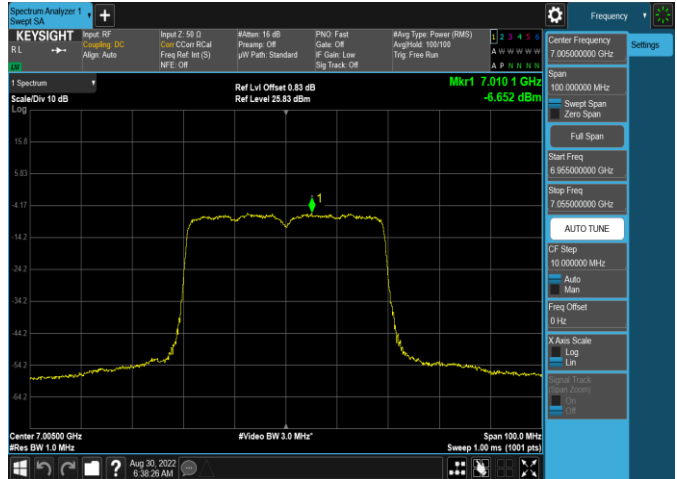 Spectrum Analyzer 1
Swept SA
Frequency
KEYSIGHT
RL
Input: RF
Coupling: DC
Align: Auto
Input Z: 50 Ω
Corr CCorr RCal
Freq Ref: Int (S)
NFE: Off
#Atten: 16 dB
Preamp: Off
µW Path: Standard
PNO: Fast
Gate: Off
IF Gain: Low
Sig Track: Off
#Avg Type: Power (RMS)
Avg|Hold: 100/100
Trig: Free Run
1 2 3 4 5 6
A W W W W W
A P N N N N
1 Spectrum
Scale/Div 10 dB
Log
Ref Lvl Offset 0.83 dB
Ref Level 25.83 dBm
Mkr1 7.010 1 GHz
-6.652 dBm
15.8
5.83
-4.17
-14.2
-24.2
-34.2
-44.2
-54.2
-64.2
1
Center 7.00500 GHz
#Res BW 1.0 MHz
#Video BW 3.0 MHz*
Span 100.0 MHz
Sweep 1.00 ms (1001 pts)
Aug 30, 2022
6:38:26 AM
?
Settings
Center Frequency
7.005000000 GHz
Span
100.000000 MHz
Swept Span
Zero Span
Full Span
Start Freq
6.955000000 GHz
Stop Freq
7.055000000 GHz
AUTO TUNE
CF Step
10.000000 MHz
Auto
Man
Freq Offset
0 Hz
X Axis Scale
Log
Lin
Signal Track
(Span Zoom)
On
Off